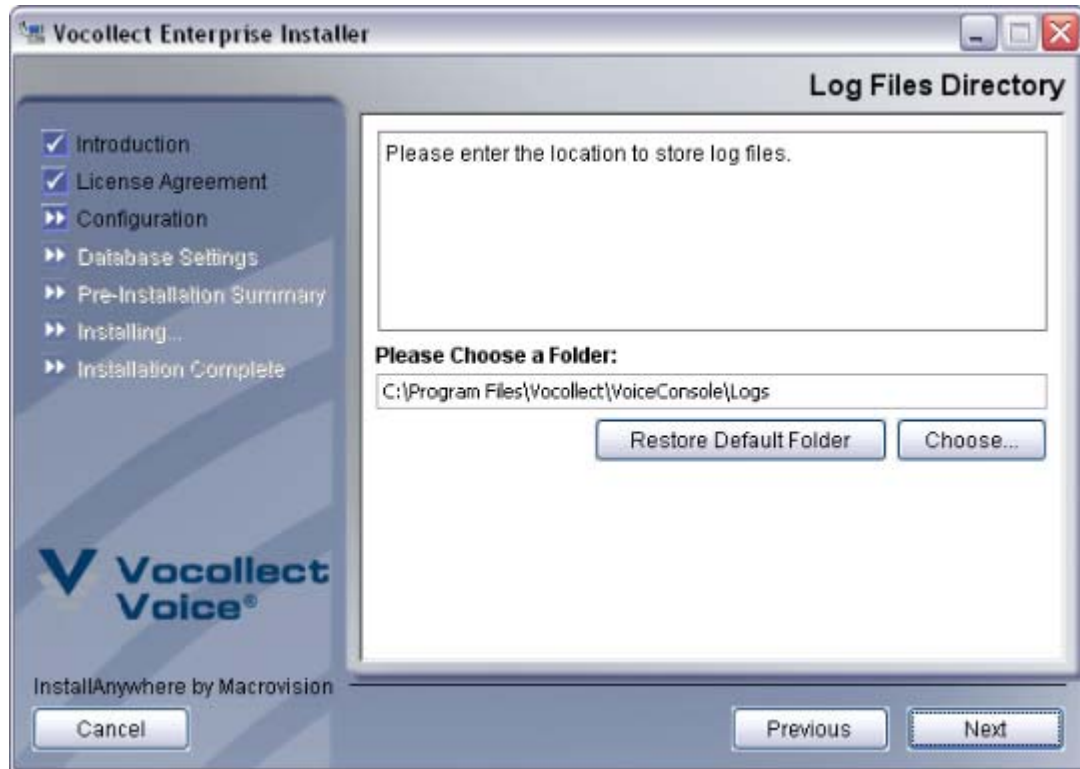 Vocollect Enterprise Installer
Log Files Directory
Introduction
License Agreement
Configuration
Database Settings
Pre-Installation Summary
Installing...
Installation Complete
Please enter the location to store log files.
Please Choose a Folder:
C:\Program Files\Vocollect\VoiceConsole\Logs
Restore Default Folder
Choose...
Vocollect
Voice®
InstallAnywhere by Macrovision
Cancel
Previous
Next